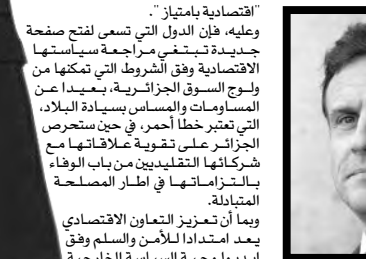 "اقتصادية بامتياز".
وعليه، فإن الدول التي تسعى لفتح صفحة
جديدة تبتغي مراجعة سياستها
الاقتصادية وفق الشروط التي تمكنها من
ولوج السوق الجزائرية، بعيدا عن
المساومات والمساس بسيادة البلاد،
التي تعتبر خطا أحمر، في حين ستحرص
الجزائر على تقوية علاقاتها مع
شركائها التقليديين من باب الوفاء
بالتزاماتها في اطار المصلحة
المتبادلة.
وبما أن تعزيز التعاون الاقتصادي
يعد امتدادا للأمن والسلم وفق
السياسة الخارجية